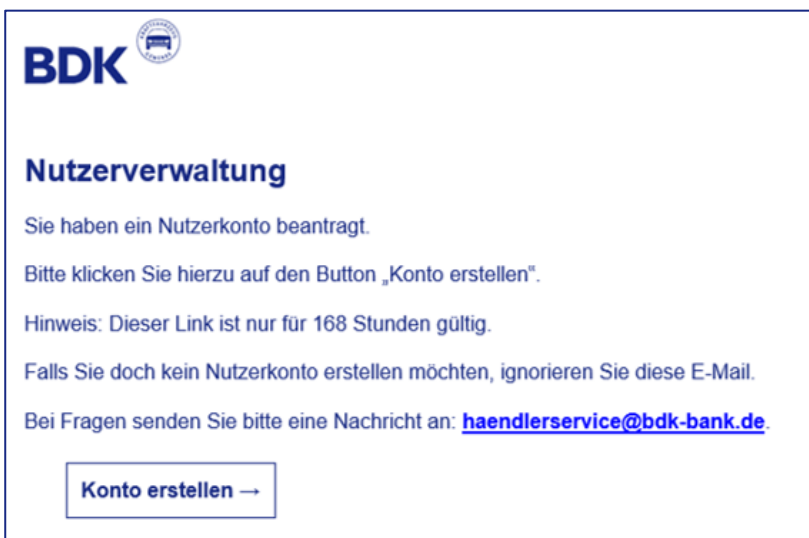 BDK
Nutzerverwaltung
Sie haben ein Nutzerkonto beantragt.
Bitte klicken Sie hierzu auf den Button „Konto erstellen“.
Hinweis: Dieser Link ist nur für 168 Stunden gültig.
Falls Sie doch kein Nutzerkonto erstellen möchten, ignorieren Sie diese E-Mail.
Bei Fragen senden Sie bitte eine Nachricht an: haendlerservice@bdk-bank.de.
Konto erstellen →